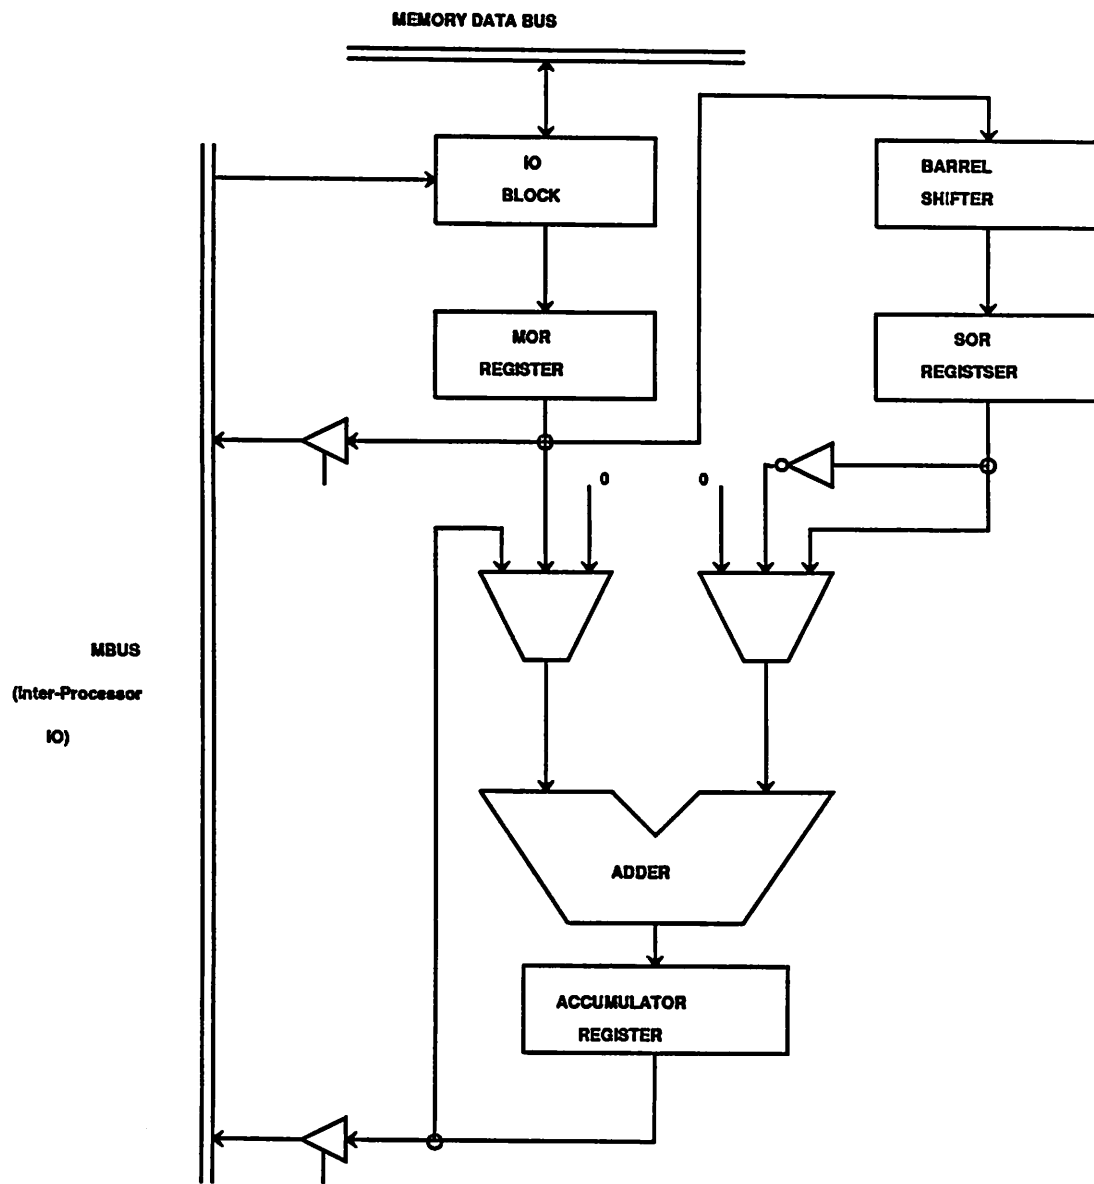 MEMORY DATA BUS
IO
BLOCK
BARREL
SHIFTER
MOR
REGISTER
SOR
REGISTSER
0
0
MBUS
(Inter-Processor
IO)
ADDER
ACCUMULATOR
REGISTER